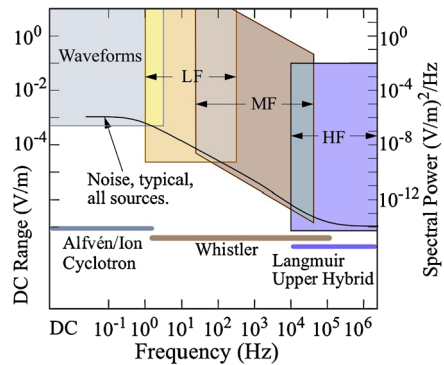 10^0
10^-2
10^-4
DC Range (V/m)
Waveforms
LF
MF
HF
Noise, typical,
all sources.
10^0
10^-4
10^-8
10^-12
Spectral Power (V/m)^2/Hz
Alfvén/Ion
Cyclotron
Whistler
Langmuir
Upper Hybrid
DC 10^-1 10^0 10^1 10^2 10^3 10^4 10^5 10^6
Frequency (Hz)